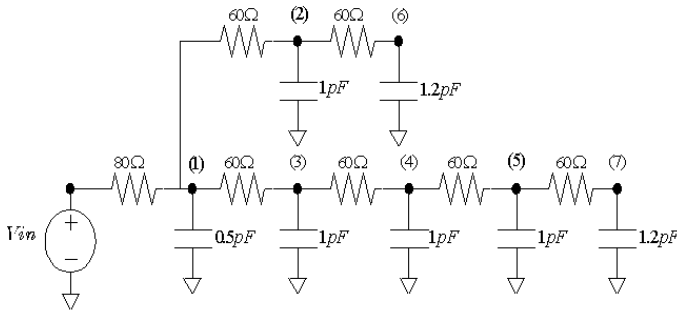 60Ω (2) 60Ω (6)
1pF 1.2pF
80Ω (1) 60Ω (3) 60Ω (4) 60Ω (5) 60Ω (7)
Vin + − 0.5pF 1pF 1pF 1pF 1.2pF